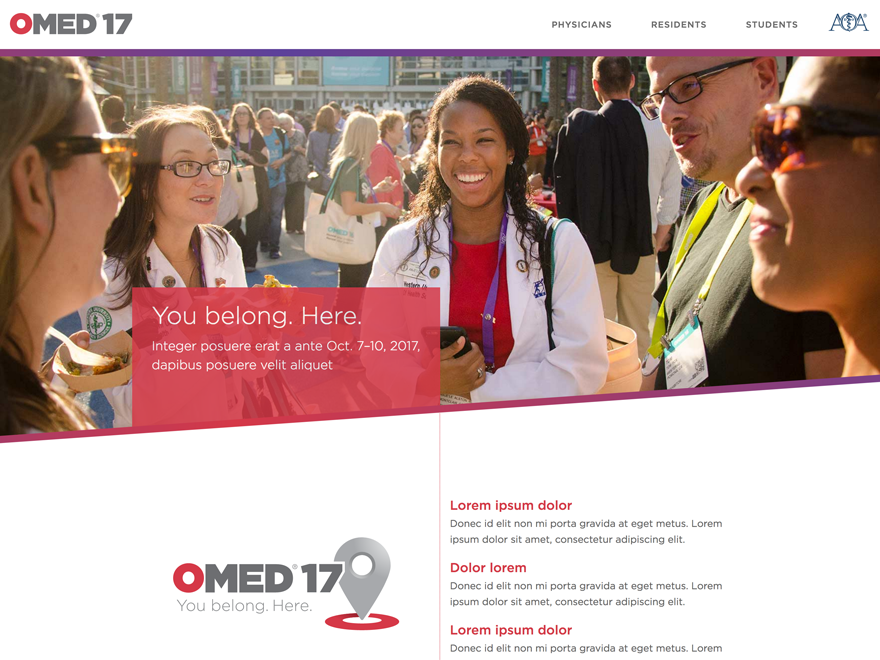 OMED® 17
PHYSICIANS RESIDENTS STUDENTS AOA
You belong. Here.
Integer posuere erat a ante Oct. 7–10, 2017,
dapibus posuere velit aliquet
Lorem ipsum dolor
Donec id elit non mi porta gravida at eget metus. Lorem
ipsum dolor sit amet, consectetur adipiscing elit.
Dolor lorem
Donec id elit non mi porta gravida at eget metus. Lorem
ipsum dolor sit amet, consectetur adipiscing elit.
Lorem ipsum dolor
Donec id elit non mi porta gravida at eget metus. Lorem
OMED® 17
You belong. Here.